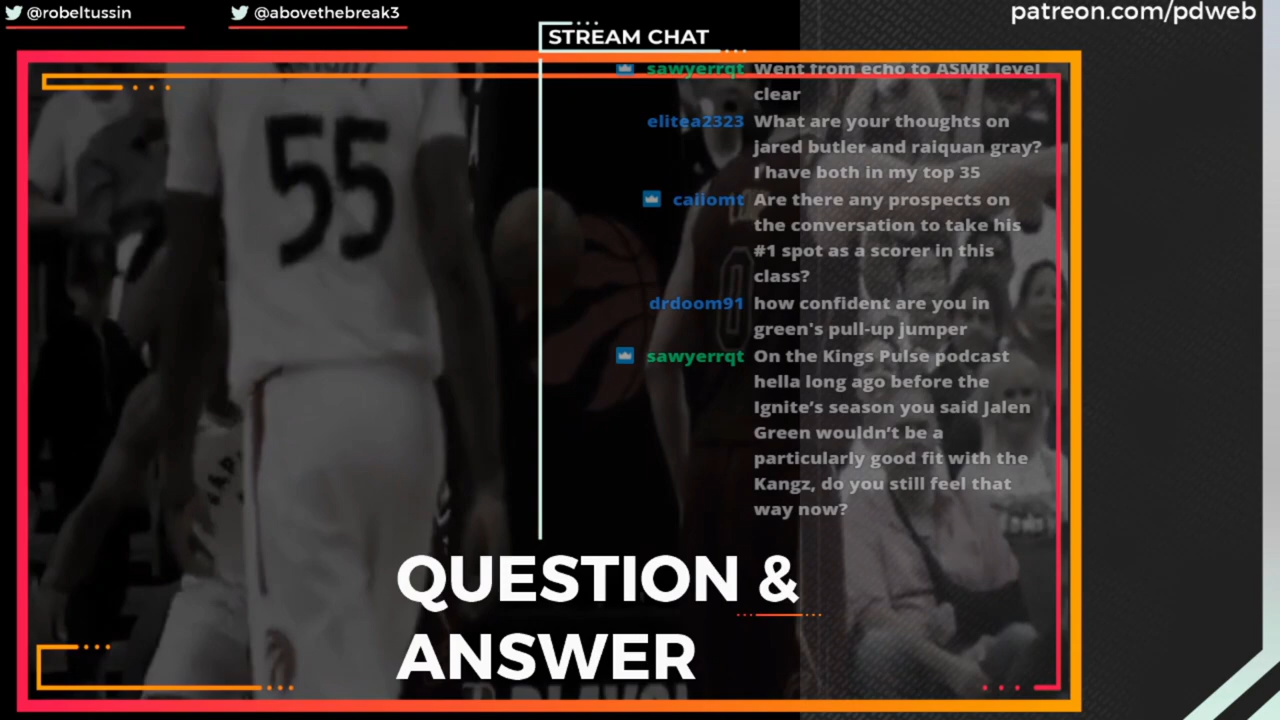 @robeltussin
@abovethebreak3
patreon.com/pdweb
STREAM CHAT
sawyerrqt Went from echo to ASMR level
clear
elitea2323 What are your thoughts on
jared butler and raiquan gray?
I have both in my top 35
cailomt Are there any prospects on
the conversation to take his
#1 spot as a scorer in this
class?
drdoom91 how confident are you in
green's pull-up jumper
sawyerrqt On the Kings Pulse podcast
hella long ago before the
Ignite’s season you said Jalen
Green wouldn’t be a
particularly good fit with the
Kangz, do you still feel that
way now?
55
0
QUESTION &
ANSWER